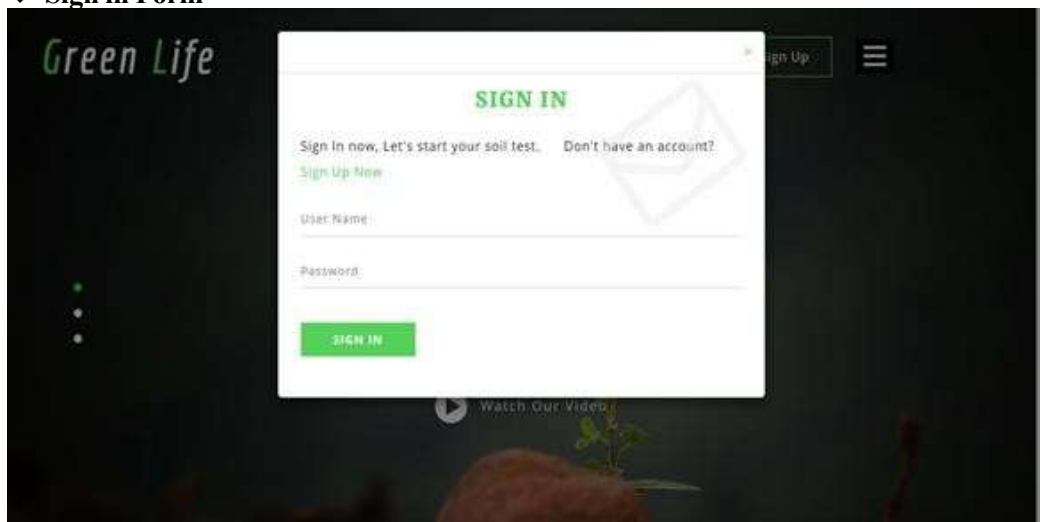 Sign in Form
Green Life
ign Up
×
SIGN IN
Sign In now, Let's start your soil test. Don't have an account?
Sign Up Now
User Name
Password
SIGN IN
Watch Our Video